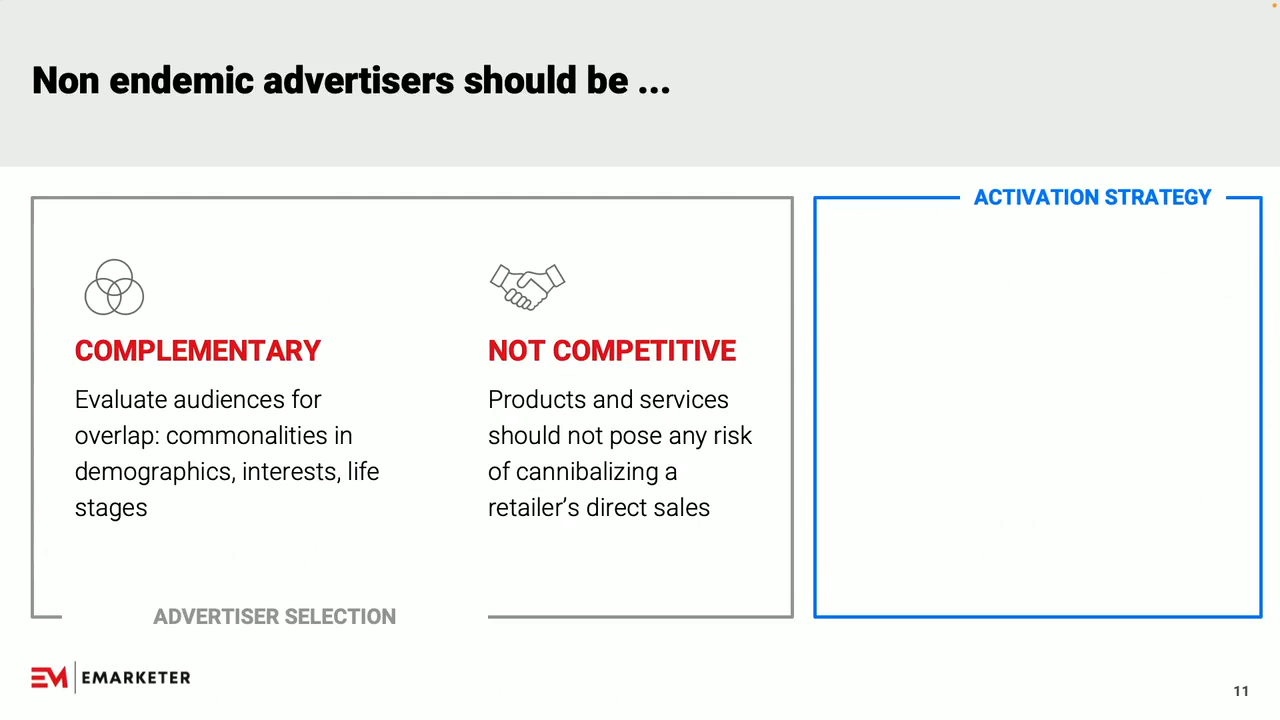 Non endemic advertisers should be ...
COMPLEMENTARY
Evaluate audiences for
overlap: commonalities in
demographics, interests, life
stages
NOT COMPETITIVE
Products and services
should not pose any risk
of cannibalizing a
retailer’s direct sales
ADVERTISER SELECTION
ACTIVATION STRATEGY
EM EMARKETER
11